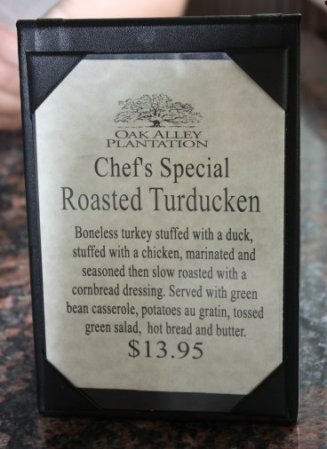 OAK ALLEY
PLANTATION
Chef's Special
Roasted Turducken
Boneless turkey stuffed with a duck,
stuffed with a chicken, marinated and
seasoned then slow roasted with a
cornbread dressing. Served with green
bean casserole, potatoes au gratin, tossed
green salad, hot bread and butter.
$13.95